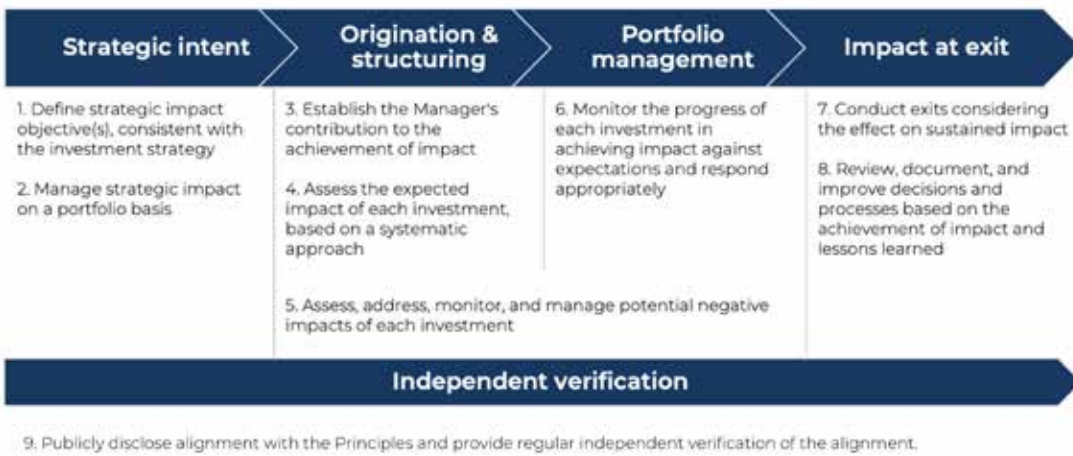 Strategic intent
Origination &
structuring
Portfolio
management
Impact at exit
1. Define strategic impact
objective(s), consistent with
the investment strategy
2. Manage strategic impact
on a portfolio basis
3. Establish the Manager's
contribution to the
achievement of impact
4. Assess the expected
impact of each investment,
based on a systematic
approach
6. Monitor the progress of
each investment in
achieving impact against
expectations and respond
appropriately
7. Conduct exits considering
the effect on sustained impact
8. Review, document, and
improve decisions and
processes based on the
achievement of impact and
lessons learned
5. Assess, address, monitor, and manage potential negative
impacts of each investment
Independent verification
9. Publicly disclose alignment with the Principles and provide regular independent verification of the alignment.